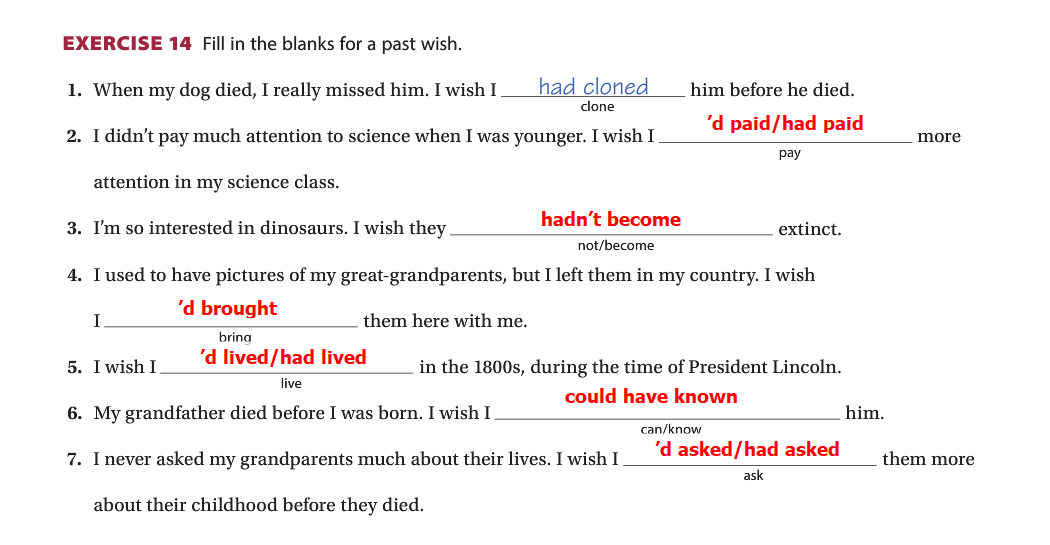 EXERCISE 14 Fill in the blanks for a past wish.
1. When my dog died, I really missed him. I wish I had cloned him before he died.
clone
2. I didn't pay much attention to science when I was younger. I wish I 'd paid/had paid more
pay
attention in my science class.
3. I'm so interested in dinosaurs. I wish they hadn't become extinct.
not/become
4. I used to have pictures of my great-grandparents, but I left them in my country. I wish
I 'd brought them here with me.
bring
5. I wish I 'd lived/had lived in the 1800s, during the time of President Lincoln.
live
6. My grandfather died before I was born. I wish I could have known him.
can/know
7. I never asked my grandparents much about their lives. I wish I 'd asked/had asked them more
ask
about their childhood before they died.